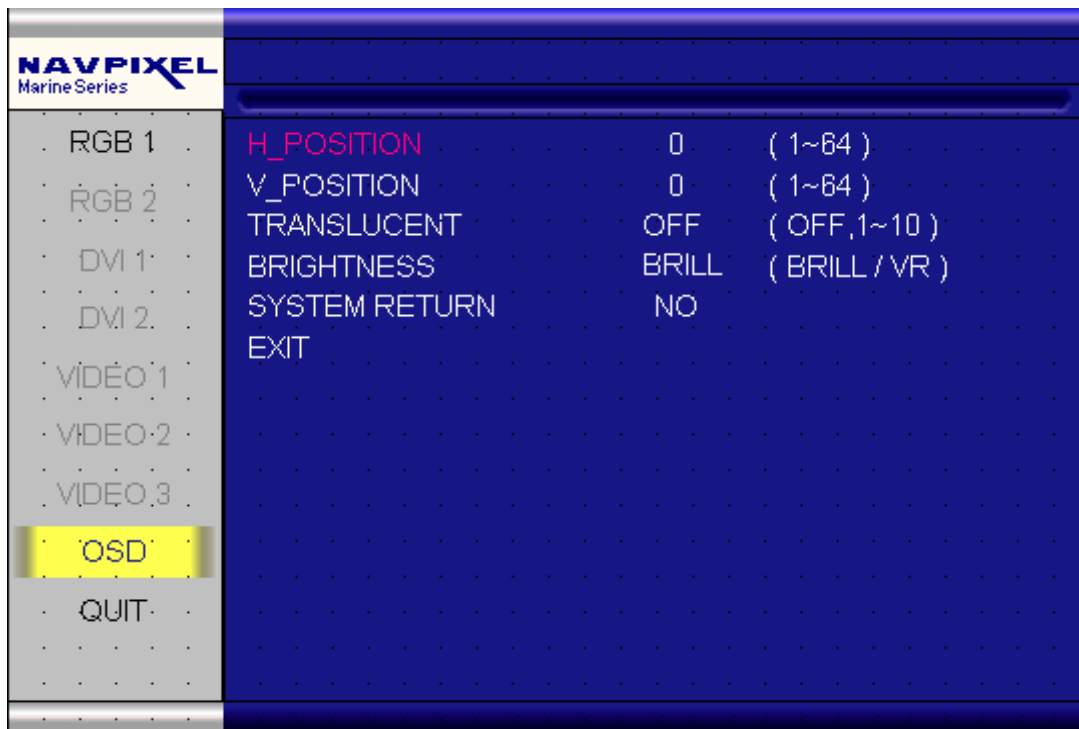 NAVPIXEL
Marine Series
RGB 1
RGB 2
DVI 1
DVI 2
VIDEO 1
VIDEO 2
VIDEO 3
OSD
QUIT
H_POSITION 0 ( 1~64 )
V_POSITION 0 ( 1~64 )
TRANSLUCENT OFF ( OFF,1~10 )
BRIGHTNESS BRILL ( BRILL / VR )
SYSTEM RETURN NO
EXIT